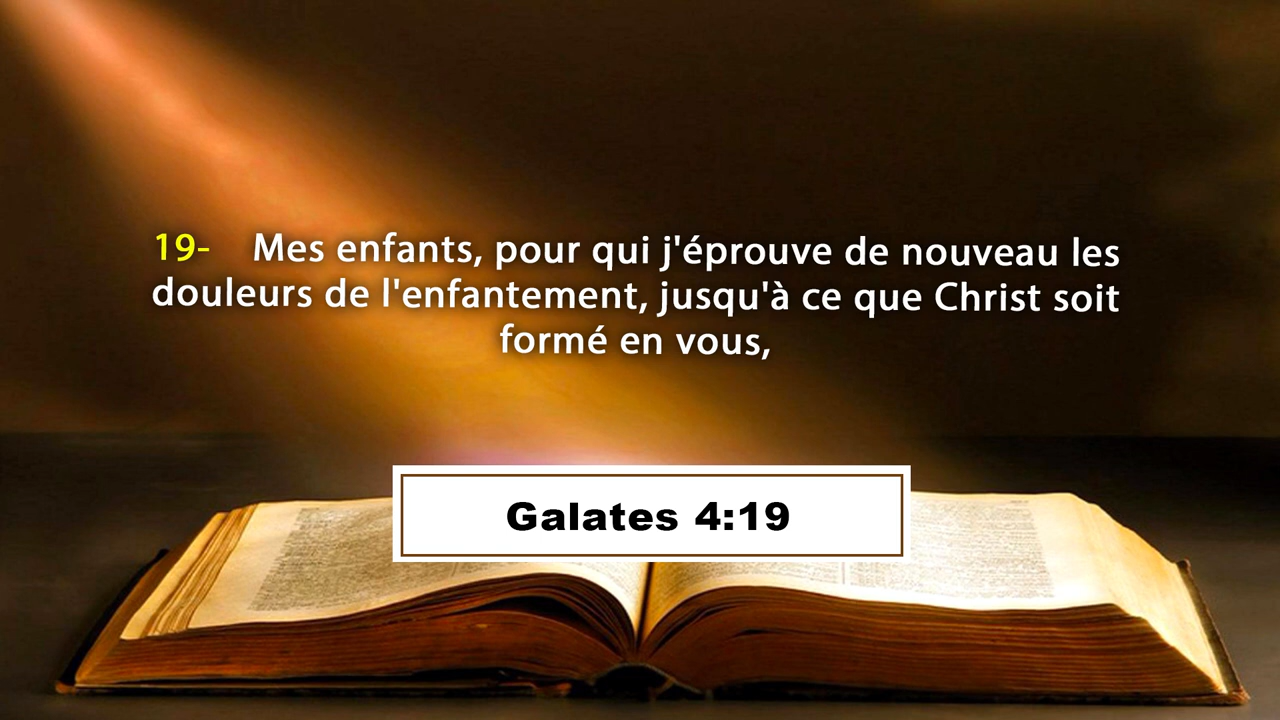 19- Mes enfants, pour qui j'éprouve de nouveau les
douleurs de l'enfantement, jusqu'à ce que Christ soit
formé en vous,
Galates 4:19